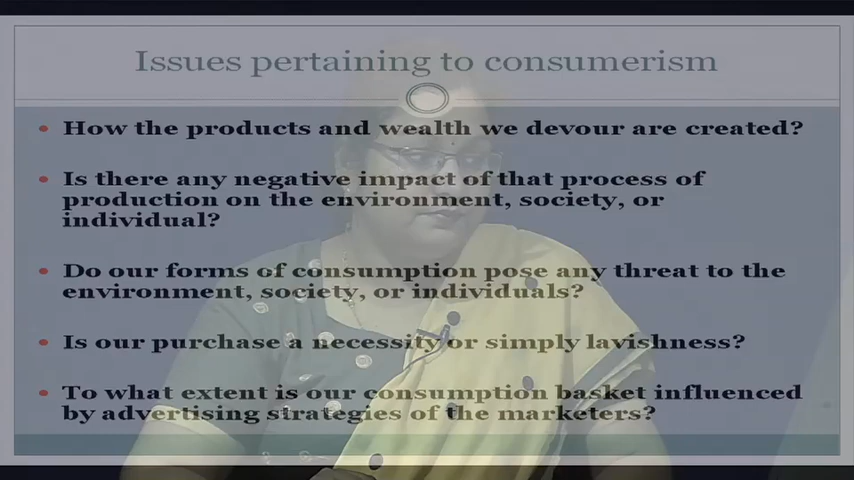 Issues pertaining to consumerism
How the products and wealth we devour are created?
Is there any negative impact of that process of
production on the environment, society, or
individual?
Do our forms of consumption pose any threat to the
environment, society, or individuals?
Is our purchase a necessity or simply lavishness?
To what extent is our consumption basket influenced
by advertising strategies of the marketers?